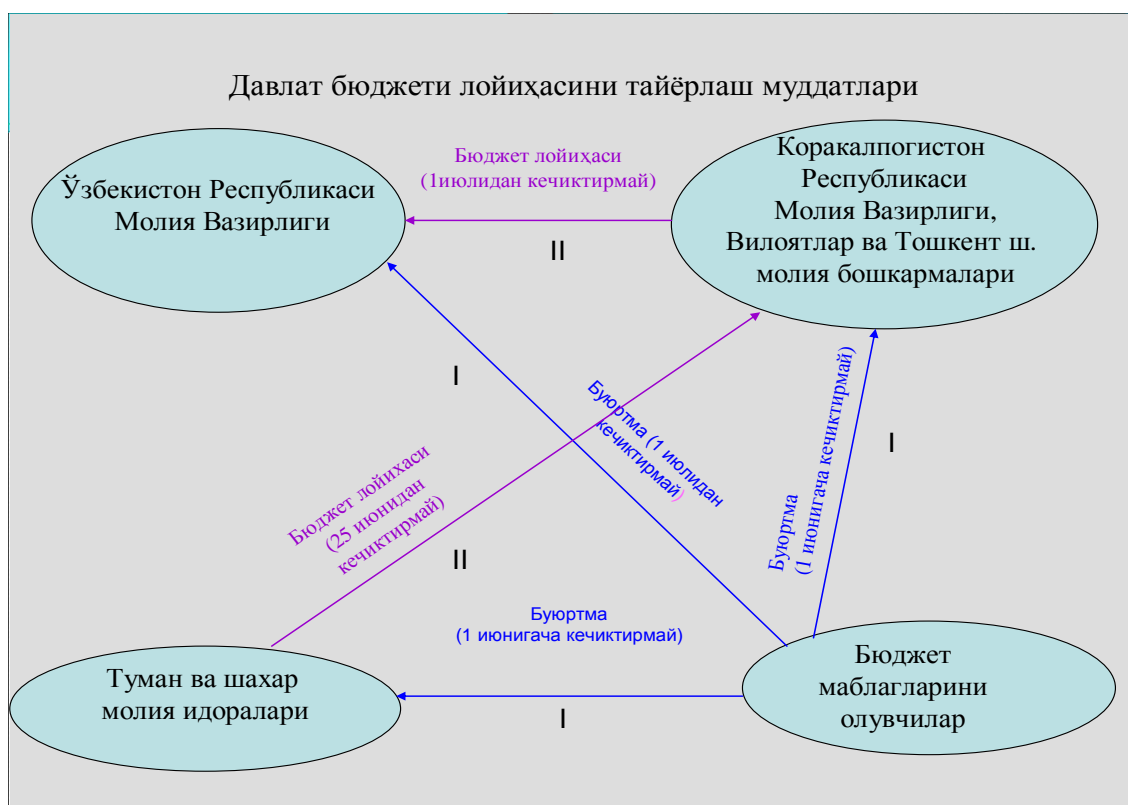 Давлат бюджети лойиҳасини тайёрлаш муддатлари
Ўзбекистон Республикаси
Молия Вазирлиги
Бюджет лойиҳаси
(1июлидан кечиктирмай)
II
Коракалпогистон
Республикаси
Молия Вазирлиги,
Вилоятлар ва Тошкент ш.
молия бошкармалари
I
Буюртма (1 июлидан
кечиктирмай)
Буюртма
(1 июнигача кечиктирмай)
I
Бюджет лойихаси
(25 июнидан
кечиктирмай)
II
Буюртма
(1 июнигача кечиктирмай)
I
Туман ва шахар
молия идоралари
Бюджет
маблагларини
олувчилар